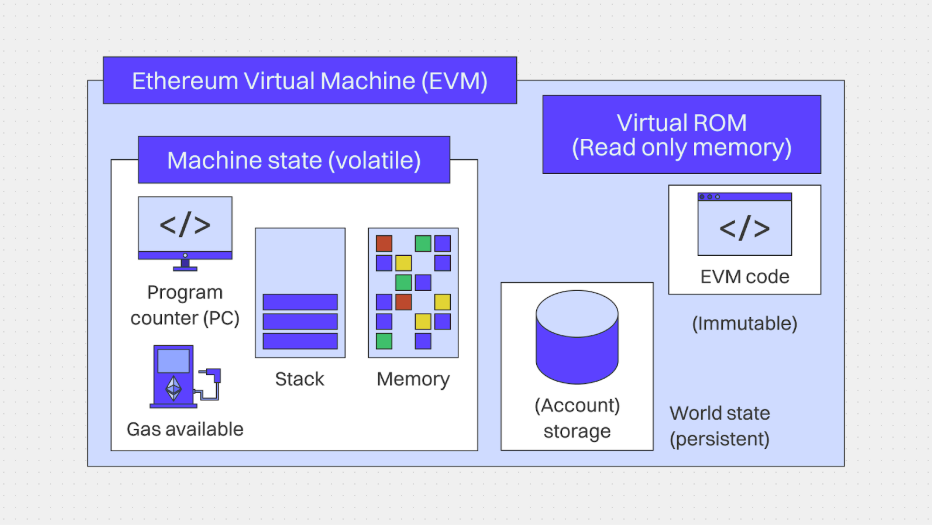 Ethereum Virtual Machine (EVM)
Virtual ROM
(Read only memory)
Machine state (volatile)
</>
Program
counter (PC)
Stack
Memory
Gas available
</>
EVM code
(Immutable)
(Account)
storage
World state
(persistent)